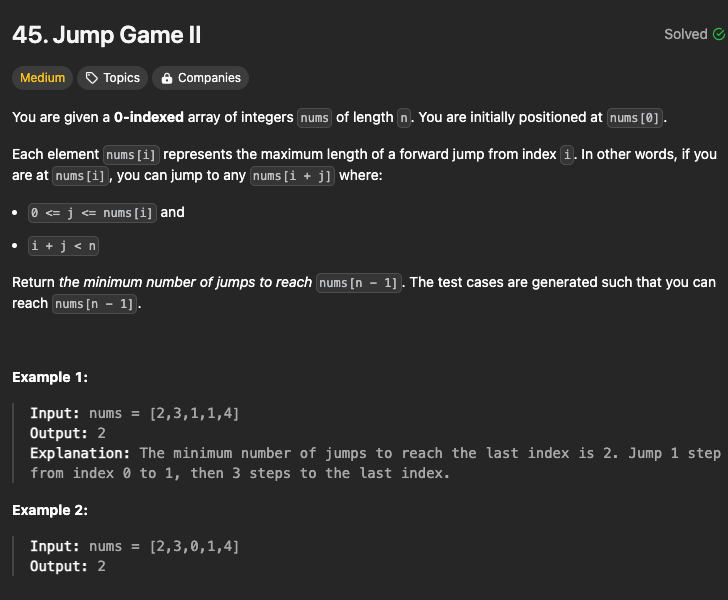 45. Jump Game II
Solved
Medium Topics Companies
You are given a 0-indexed array of integers nums of length n. You are initially positioned at nums[0].
Each element nums[i] represents the maximum length of a forward jump from index i. In other words, if you
are at nums[i], you can jump to any nums[i + j] where:
• 0 <= j <= nums[i] and
• i + j < n
Return the minimum number of jumps to reach nums[n - 1]. The test cases are generated such that you can
reach nums[n - 1].
Example 1:
Input: nums = [2,3,1,1,4]
Output: 2
Explanation: The minimum number of jumps to reach the last index is 2. Jump 1 step
from index 0 to 1, then 3 steps to the last index.
Example 2:
Input: nums = [2,3,0,1,4]
Output: 2